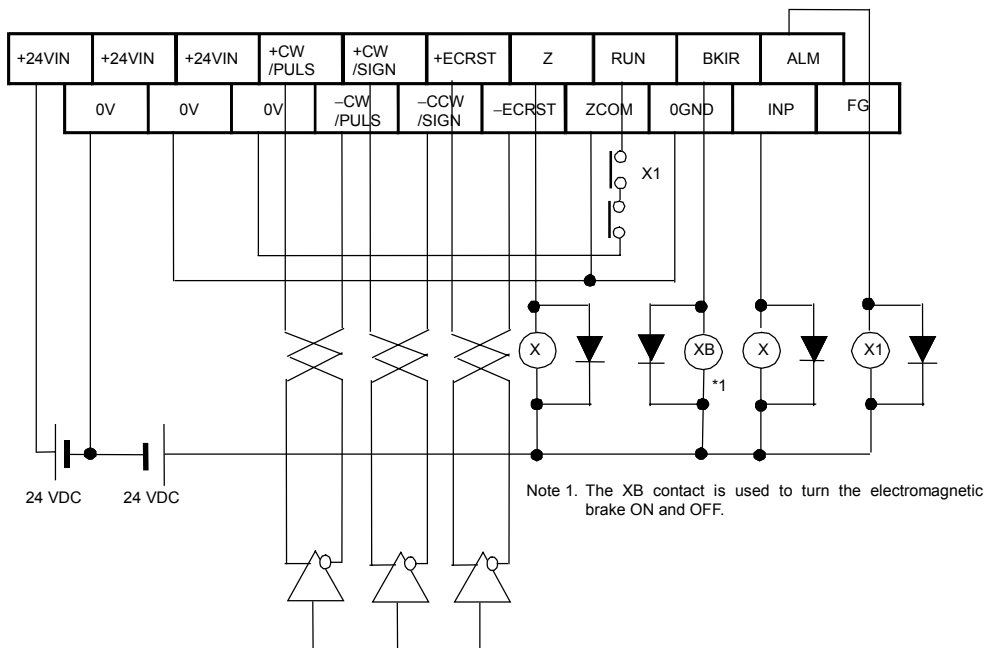 +24VIN +24VIN +24VIN +CW +CW +ECRST Z RUN BKIR ALM
/PULS /SIGN
0V 0V 0V –CW –CCW –ECRST ZCOM 0GND INP FG
/PULS /SIGN
X1
X XB X X1
*1
24 VDC 24 VDC
Note 1. The XB contact is used to turn the electromagnetic
brake ON and OFF.